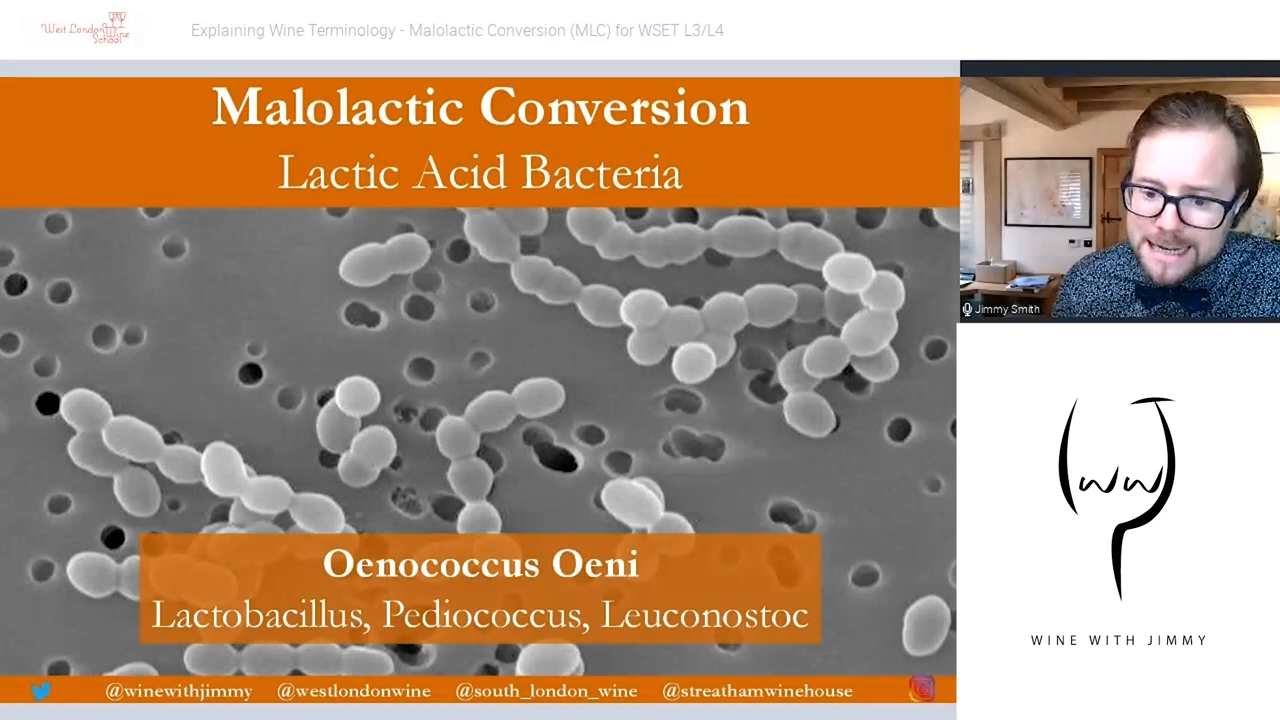 West London
Wine
School
Explaining Wine Terminology - Malolactic Conversion (MLC) for WSET L3/L4
Malolactic Conversion
Lactic Acid Bacteria
Oenococcus Oeni
Lactobacillus, Pediococcus, Leuconostoc
@winewithjimmy @westlondonwine @south_london_wine @streathamwinehouse
Jimmy Smith
ww
WINE WITH JIMMY